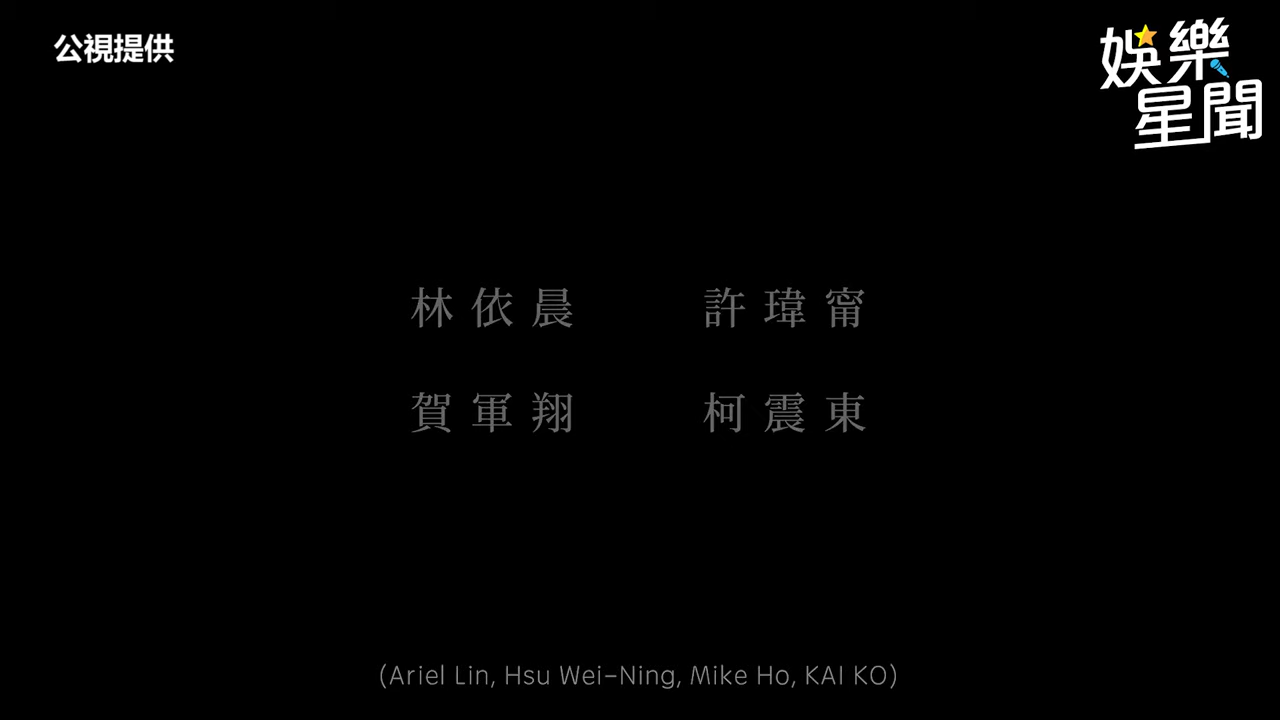 公視提供
娛樂
星聞
林依晨 許瑋甯
賀軍翔 柯震東
(Ariel Lin, Hsu Wei-Ning, Mike Ho, KAI KO)